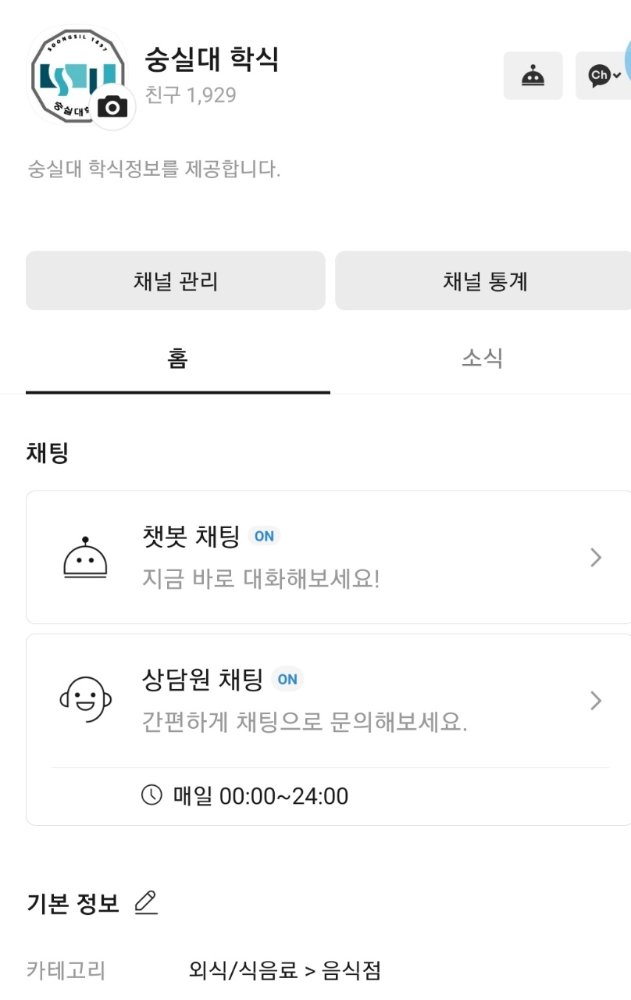 SOONGSIL 1897
숭실대 학식
친구 1,929
Ch
숭실대 학식정보를 제공합니다.
채널 관리
채널 통계
홈
소식
채팅
챗봇 채팅 ON
지금 바로 대화해보세요!
상담원 채팅 ON
간편하게 채팅으로 문의해보세요.
매일 00:00~24:00
기본 정보
카테고리
외식/식음료 > 음식점